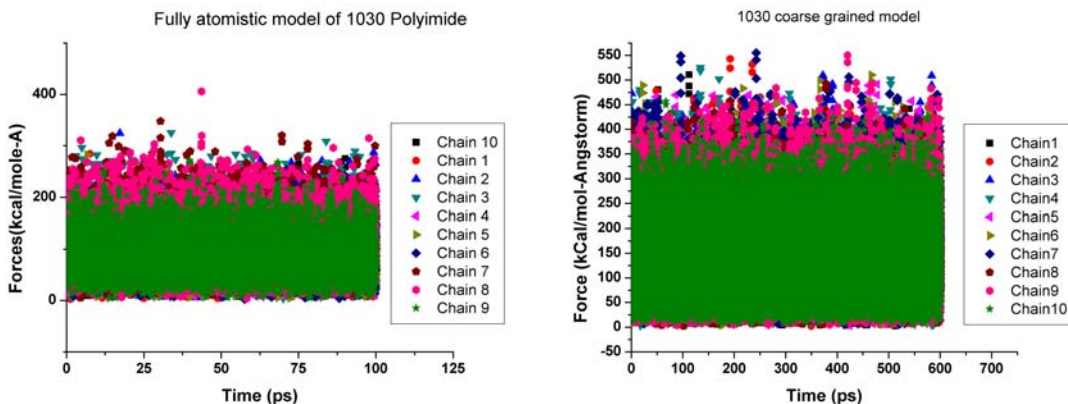 Fully atomistic model of 1030 Polyimide
Forces(kcal/mole-A)
400
200
0
0
25
50
75
100
125
Time (ps)
Chain 10
Chain 1
Chain 2
Chain 3
Chain 4
Chain 5
Chain 6
Chain 7
Chain 8
Chain 9
1030 coarse grained model
Force (kCal/mol-Angstorm)
550
500
450
400
350
300
250
200
150
100
50
0
-50
0
100
200
300
400
500
600
700
Time (ps)
Chain1
Chain2
Chain3
Chain4
Chain5
Chain6
Chain7
Chain8
Chain9
Chain10